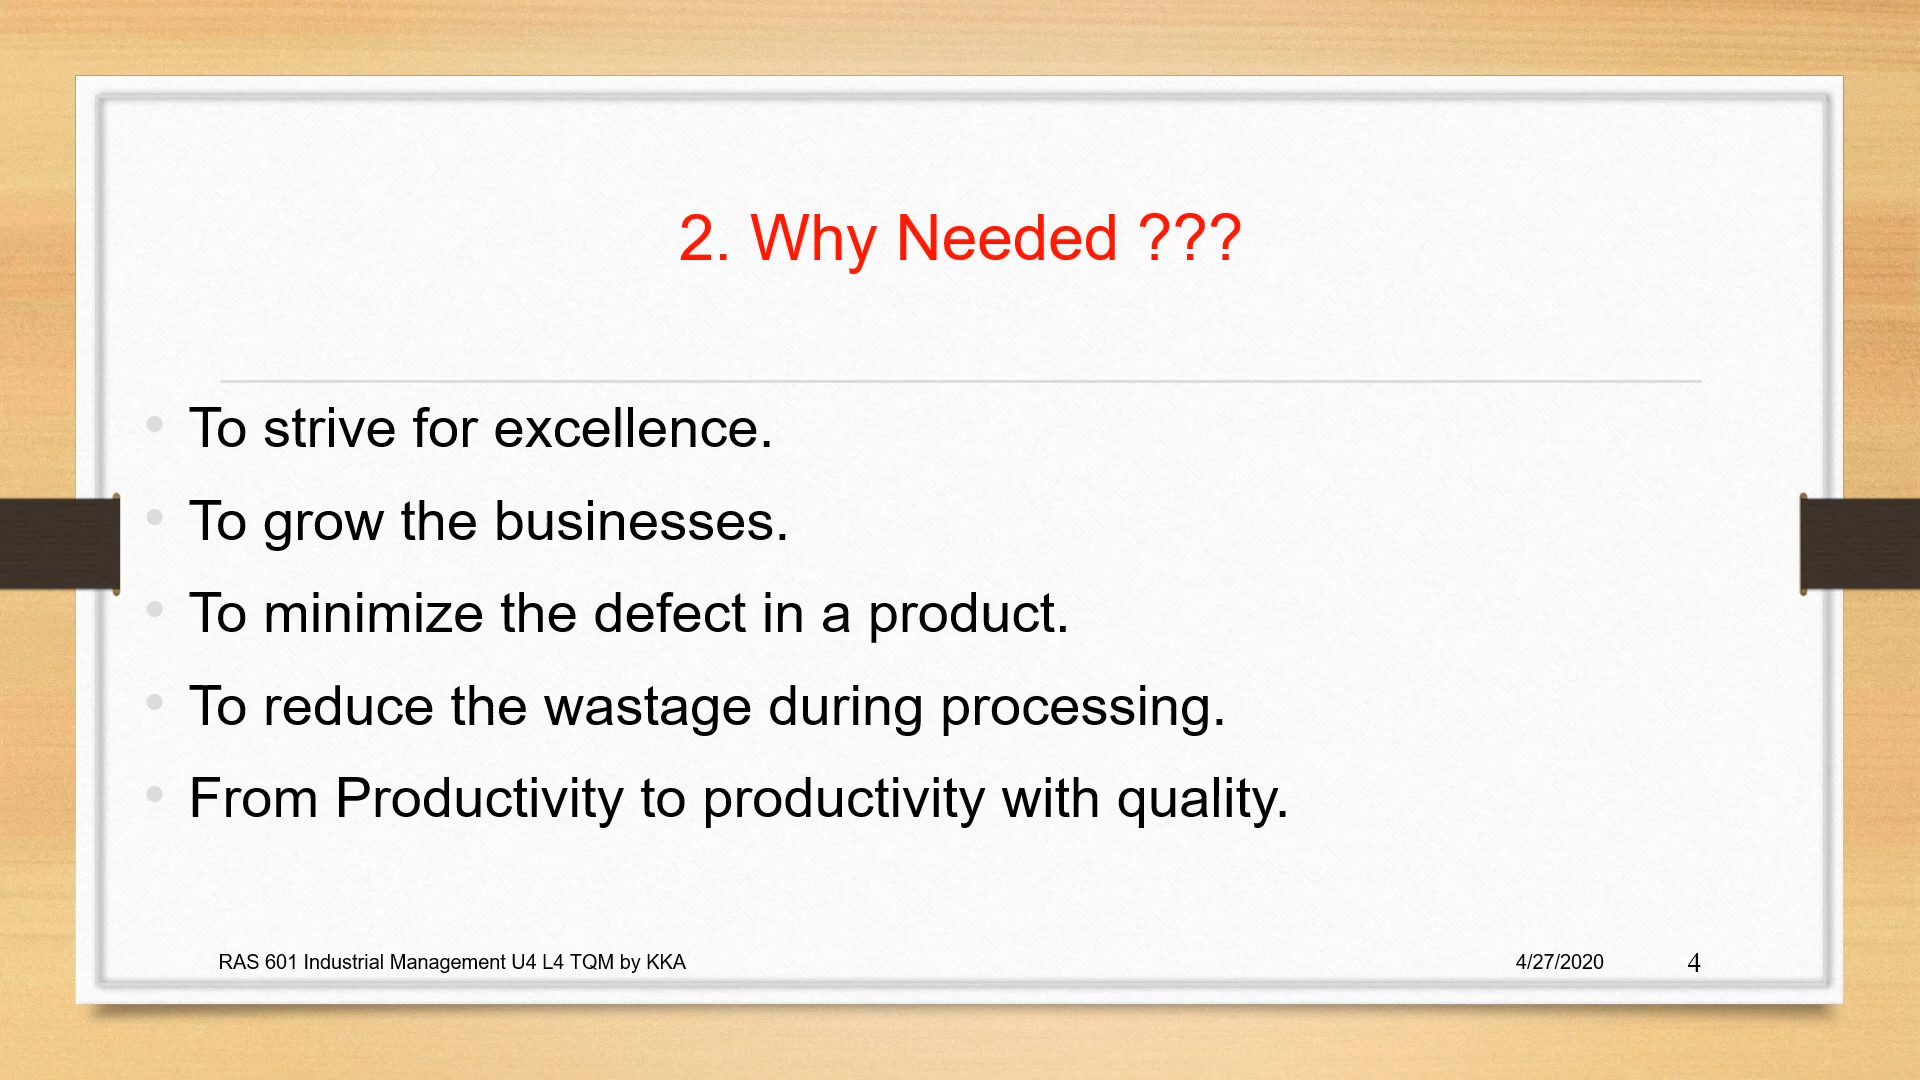 2. Why Needed ???
• To strive for excellence.
• To grow the businesses.
• To minimize the defect in a product.
• To reduce the wastage during processing.
• From Productivity to productivity with quality.
RAS 601 Industrial Management U4 L4 TQM by KKA 4/27/2020 4